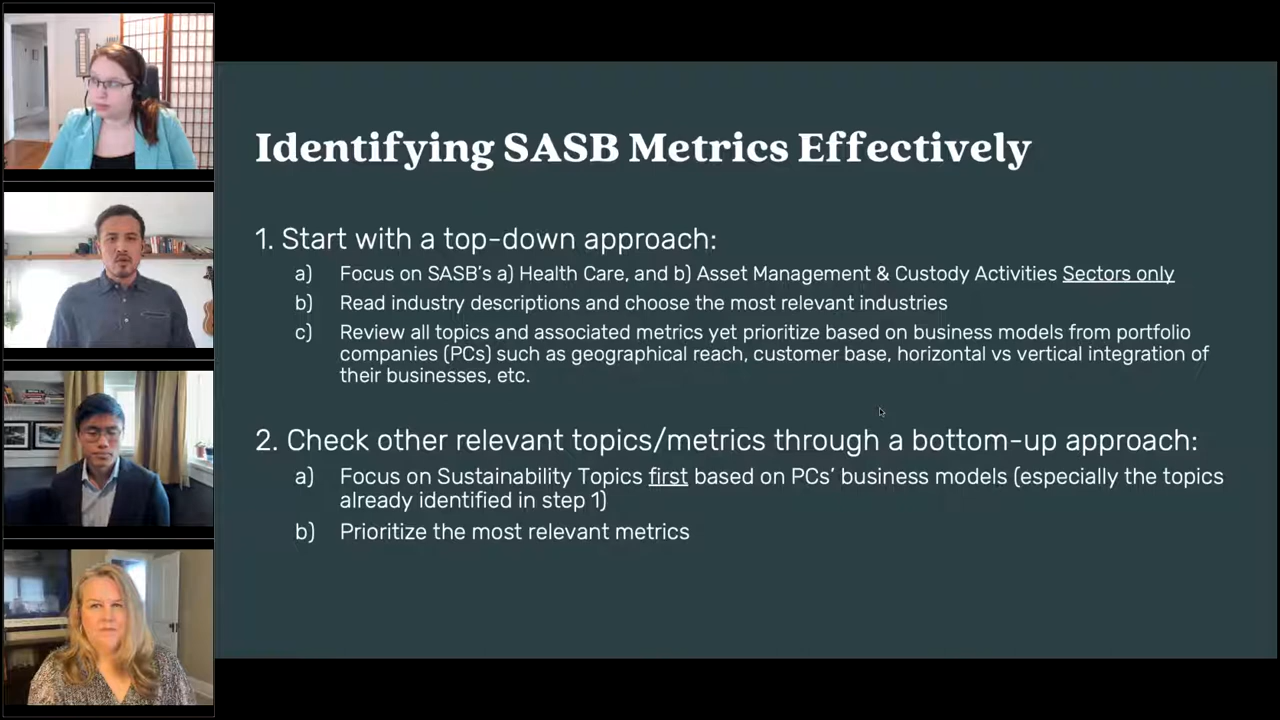 Identifying SASB Metrics Effectively
1. Start with a top-down approach:
a) Focus on SASB's a) Health Care, and b) Asset Management & Custody Activities Sectors only
b) Read industry descriptions and choose the most relevant industries
c) Review all topics and associated metrics yet prioritize based on business models from portfolio
companies (PCs) such as geographical reach, customer base, horizontal vs vertical integration of
their businesses, etc.
2. Check other relevant topics/metrics through a bottom-up approach:
a) Focus on Sustainability Topics first based on PCs' business models (especially the topics
already identified in step 1)
b) Prioritize the most relevant metrics